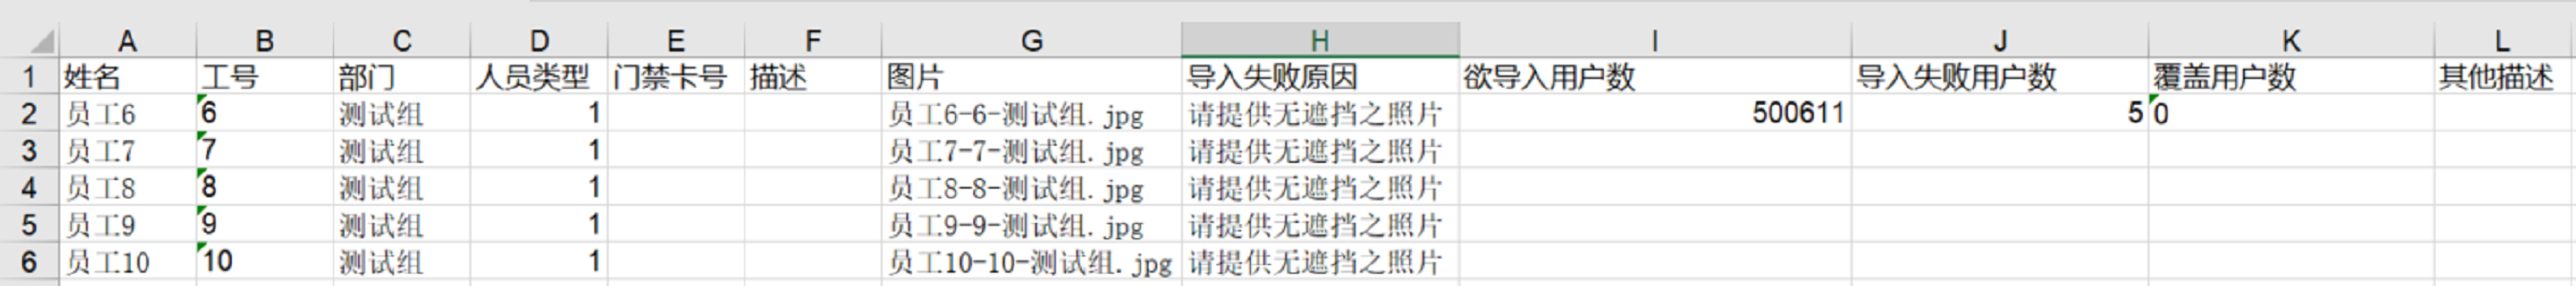 A B C D E F G H I J K L
1 姓名 工号 部门 人员类型 门禁卡号 描述 图片 导入失败原因 欲导入用户数 导入失败用户数 覆盖用户数 其他描述
2 员工6 6 测试组 1 员工6-6-测试组.jpg 请提供无遮挡之照片 500611 5 0
3 员工7 7 测试组 1 员工7-7-测试组.jpg 请提供无遮挡之照片
4 员工8 8 测试组 1 员工8-8-测试组.jpg 请提供无遮挡之照片
5 员工9 9 测试组 1 员工9-9-测试组.jpg 请提供无遮挡之照片
6 员工10 10 测试组 1 员工10-10-测试组.jpg 请提供无遮挡之照片